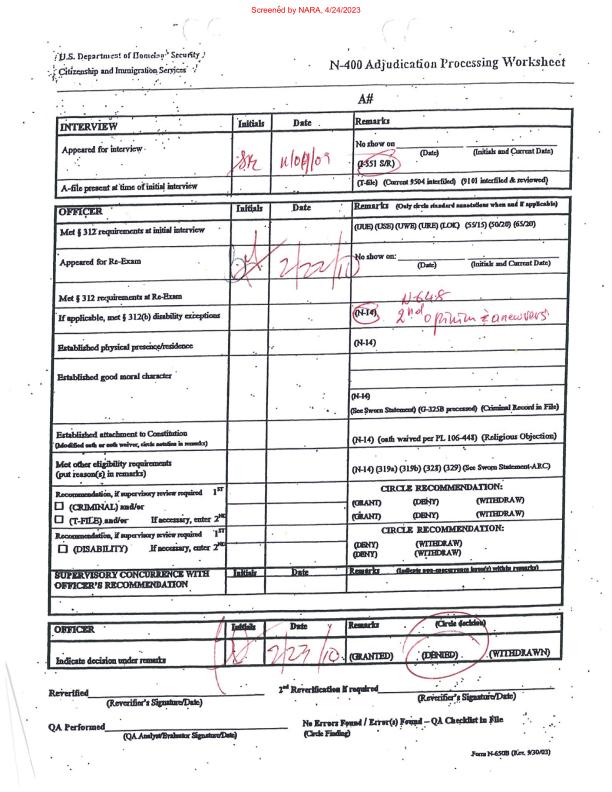 Screened by NARA, 4/24/2023
U.S. Department of Homeland Security
Citizenship and Immigration Services
N-400 Adjudication Processing Worksheet
A#
INTERVIEW Initials Date Remarks
Appeared for interview No show on
(Date) (Initials and Current Date)
(I-551 S/R)
A-file present at time of initial interview (T-file) (Current 9504 interfiled) (9101 interfiled & reviewed)
OFFICER Initials Date Remarks (Only circle standard annotations when and if applicable)
Met § 312 requirements at initial interview (UUE) (USE) (UWE) (URE) (LOK) (55/15) (50/20) (65/20)
Appeared for Re-Exam 2/22/10 No show on:
(Date) (Initials and Current Date)
Met § 312 requirements at Re-Exam N-648
If applicable, met § 312(b) disability exceptions (N-14) 2nd opinion answers
Established physical presence/residence (N-14)
Established good moral character
(N-14)
(See Sworn Statement) (G-325B processed) (Criminal Record in File)
Established attachment to Constitution
(Modified oath or oath waiver, circle notation in remarks) (N-14) (oath waived per PL 106-448) (Religious Objection)
Met other eligibility requirements
(put reason(s) in remarks) (N-14) (319a) (319b) (328) (329) (See Sworn Statement-ARC)
Recommendation, if supervisory review required 1ST CIRCLE RECOMMENDATION:
☐ (CRIMINAL) and/or (GRANT) (DENY) (WITHDRAW)
☐ (T-FILE) and/or If necessary, enter 2ND (GRANT) (DENY) (WITHDRAW)
Recommendation, if supervisory review required 1ST CIRCLE RECOMMENDATION:
☐ (DISABILITY) If necessary, enter 2ND (DENY) (WITHDRAW)
(DENY) (WITHDRAW)
SUPERVISORY CONCURRENCE WITH Initials Date Remarks (Indicate non-concurrence item(s) within remarks)
OFFICER'S RECOMMENDATION
OFFICER Initials Date Remarks (Circle decision)
Indicate decision under remarks 2/23/10 (GRANTED) (DENIED) (WITHDRAWN)
Reverified 2nd Reverification if required
(Reverifier's Signature/Date) (Reverifier's Signature/Date)
QA Performed No Errors Found / Error(s) Found – QA Checklist in File
(QA Analyst/Evaluator Signature/Date) (Circle Finding)
Form N-650B (Rev. 9/30/03)